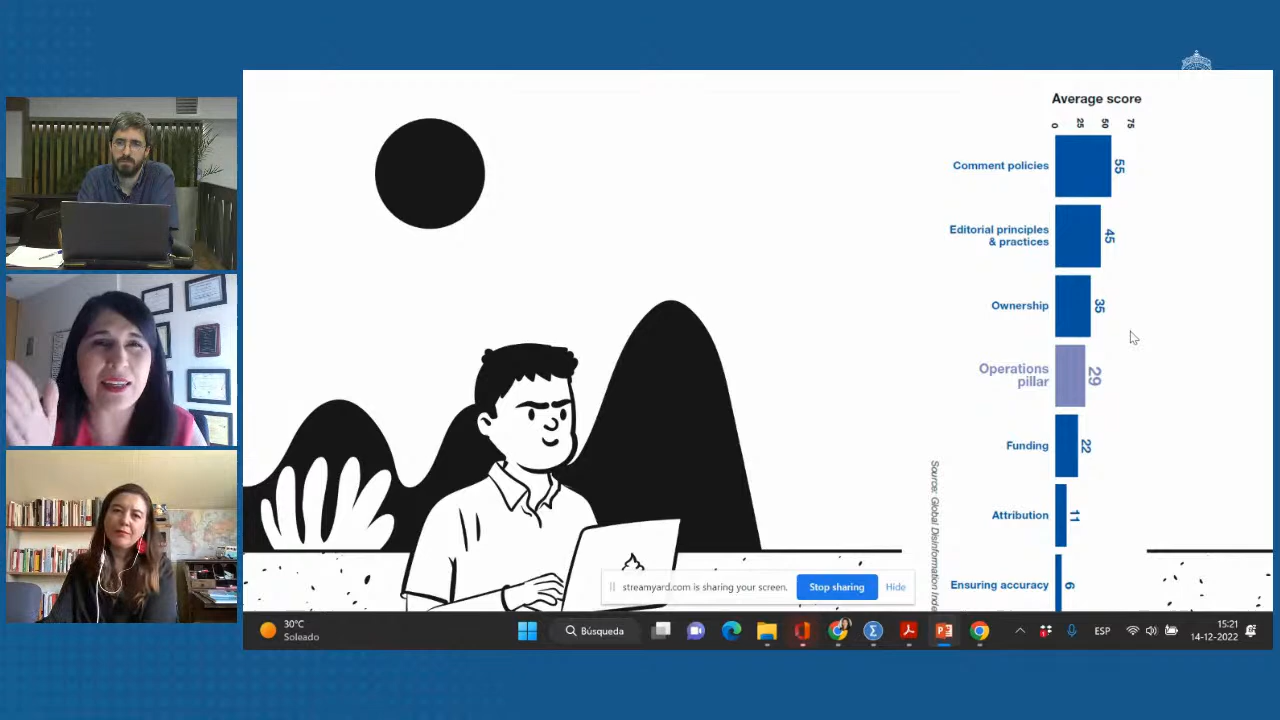 Average score
0 25 50 75
Comment policies
55
Editorial principles
& practices
45
Ownership
35
Operations
pillar
29
Funding
22
Attribution
11
Ensuring accuracy
6
Source: Global Disinformation Inde
streamyard.com is sharing your screen.
Stop sharing
Hide
30°C
Soleado
Búsqueda
ESP
15:21
14-12-2022